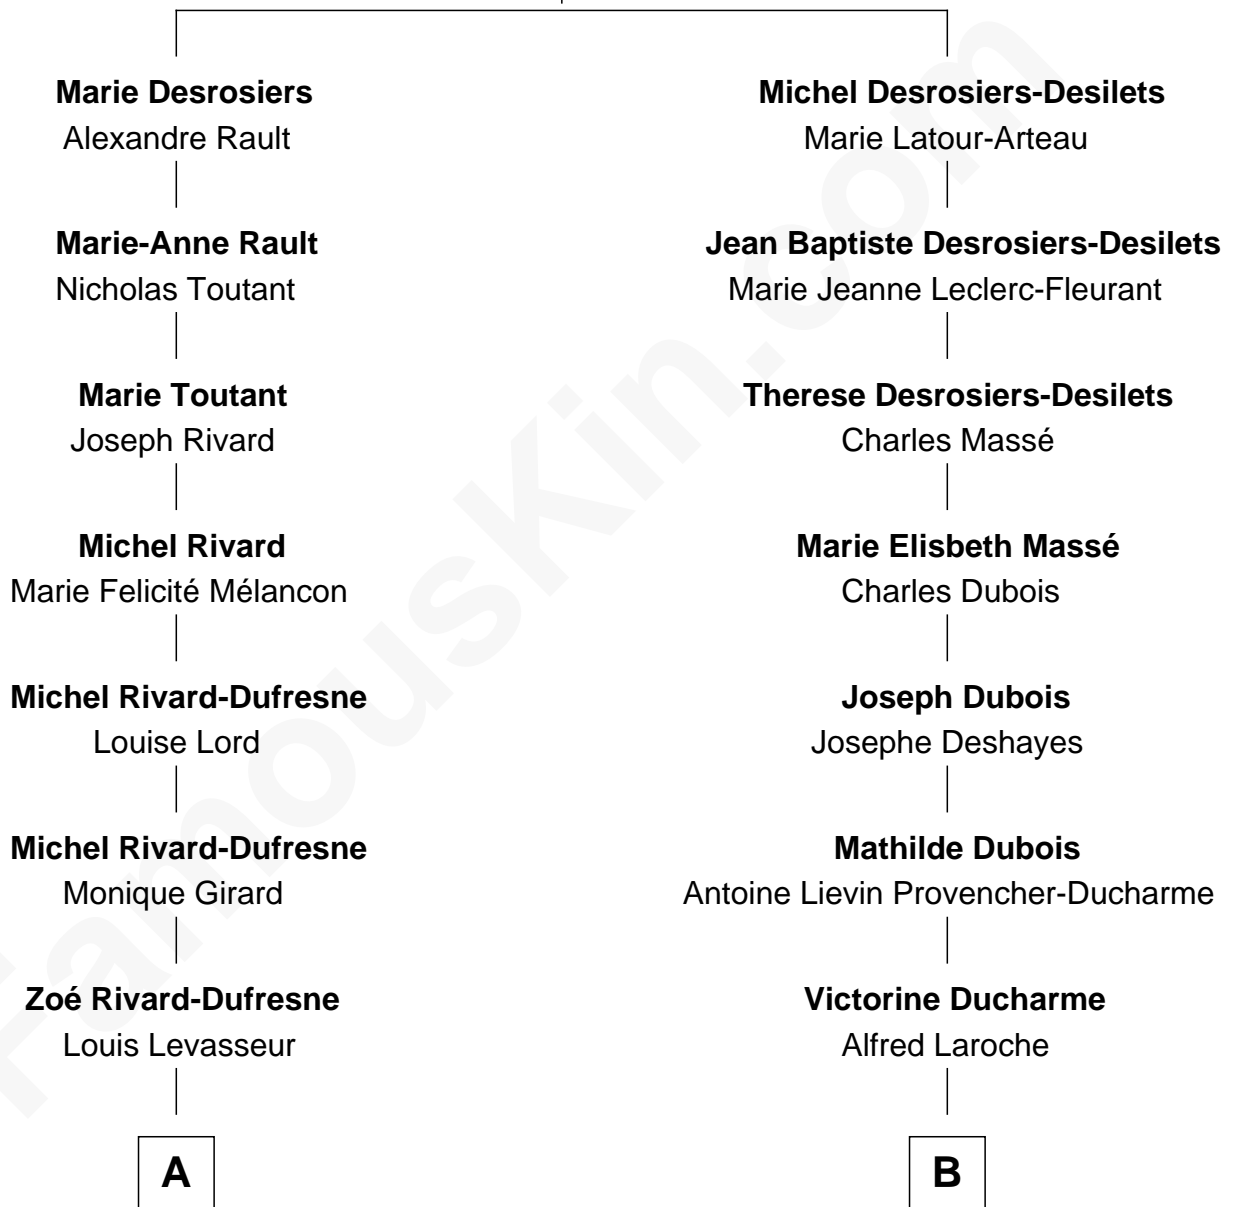 Marie Desrosiers
Alexandre Rault
Marie-Anne Rault
Nicholas Toutant
Marie Toutant
Joseph Rivard
Michel Rivard
Marie Felicité Mélancon
Michel Rivard-Dufresne
Louise Lord
Michel Rivard-Dufresne
Monique Girard
Zoé Rivard-Dufresne
Louis Levasseur
A
Michel Desrosiers-Desilets
Marie Latour-Arteau
Jean Baptiste Desrosiers-Desilets
Marie Jeanne Leclerc-Fleurant
Therese Desrosiers-Desilets
Charles Massé
Marie Elisbeth Massé
Charles Dubois
Joseph Dubois
Josephe Deshayes
Mathilde Dubois
Antoine Lievin Provencher-Ducharme
Victorine Ducharme
Alfred Laroche
B
FamousKin.com